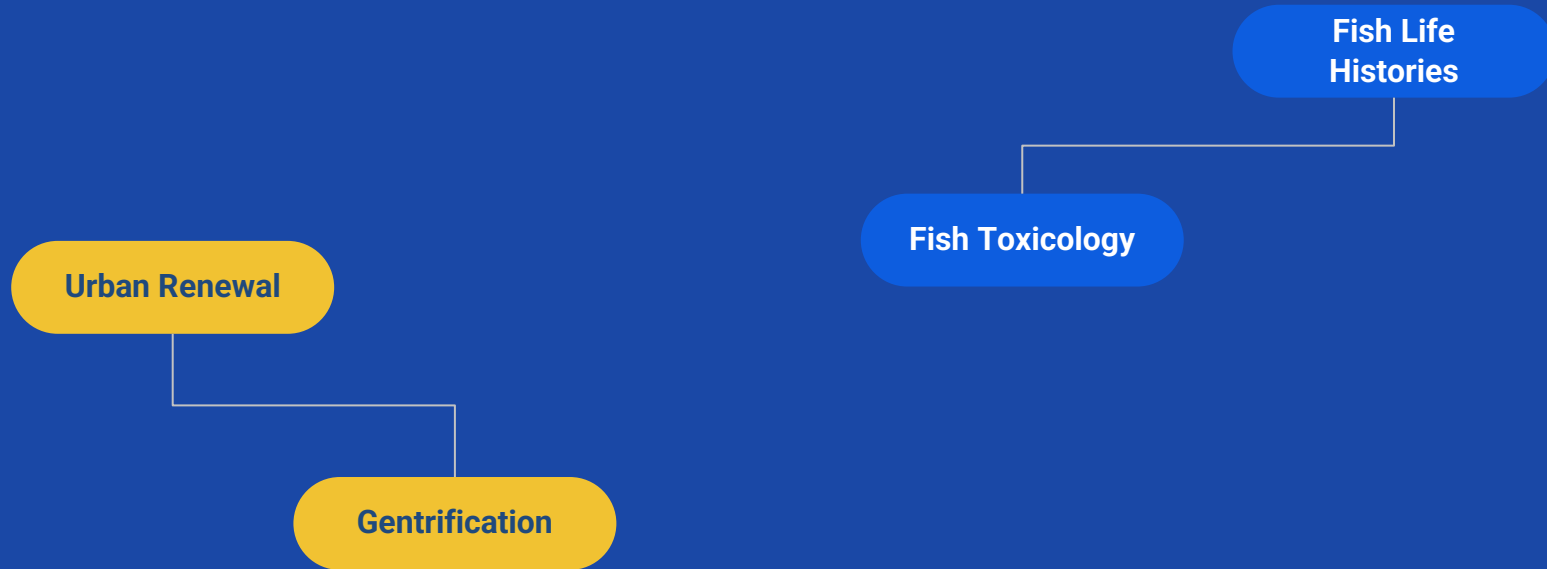 Fish Life
Histories
Fish Toxicology
Urban Renewal
Gentrification